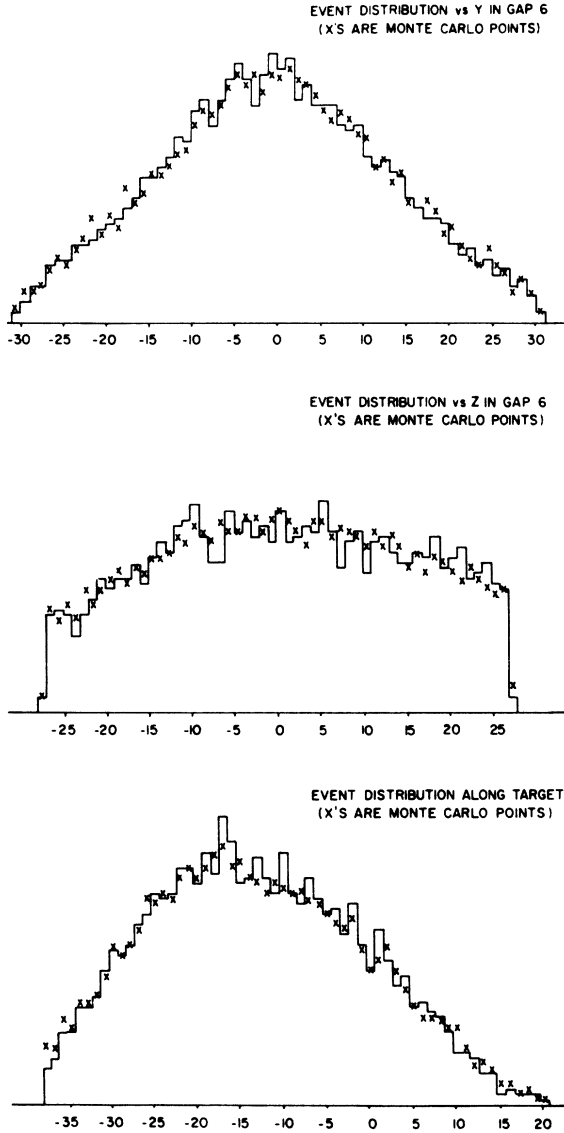 EVENT DISTRIBUTION vs Y IN GAP 6
(X'S ARE MONTE CARLO POINTS)
-30 -25 -20 -15 -10 -5 0 5 10 15 20 25 30
EVENT DISTRIBUTION vs Z IN GAP 6
(X'S ARE MONTE CARLO POINTS)
-25 -20 -15 -10 -5 0 5 10 15 20 25
EVENT DISTRIBUTION ALONG TARGET
(X'S ARE MONTE CARLO POINTS)
-35 -30 -25 -20 -15 -10 -5 0 5 10 15 20